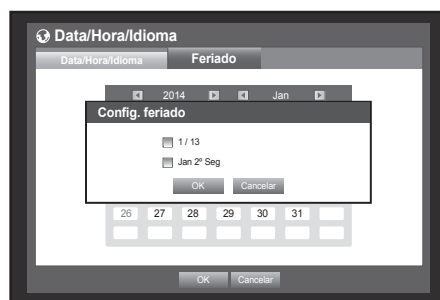 Data/Hora/Idioma
Data/Hora/Idioma Feriado
2014 Jan
Config. feriado
1 / 13
Jan 2º Seg
OK Cancelar
26 27 28 29 30 31
OK Cancelar